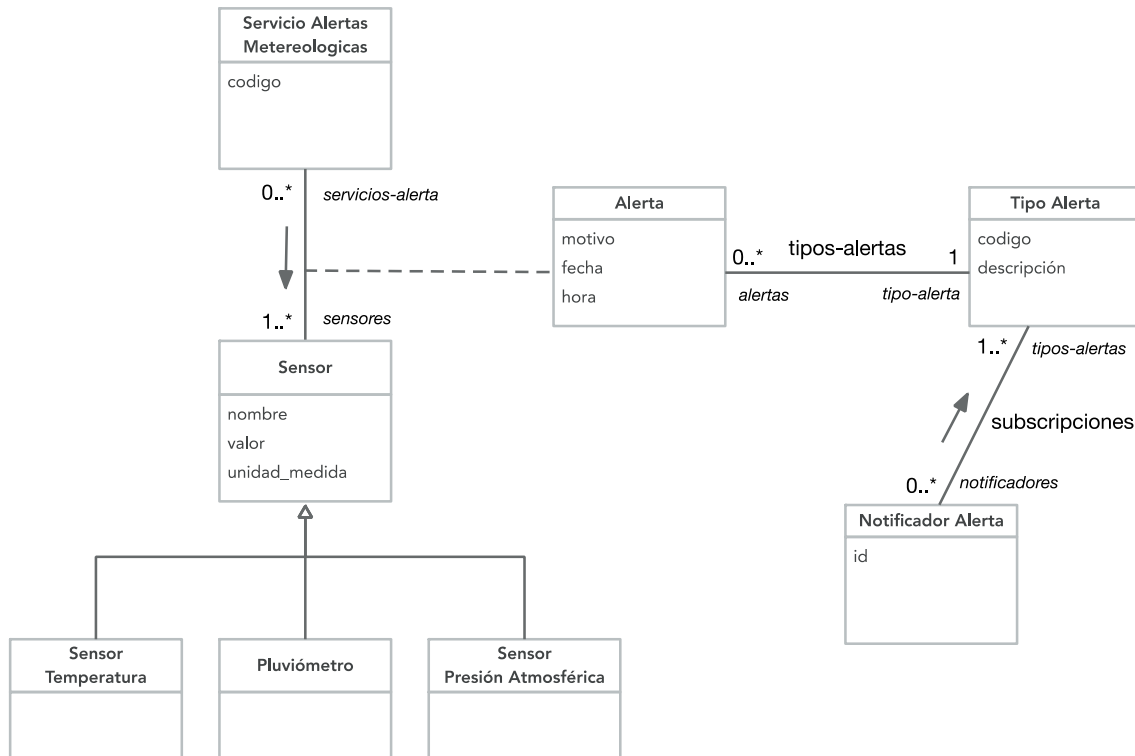 Servicio Alertas
Metereologicas
codigo
0..*
servicios-alerta
1..*
sensores
Sensor
nombre
valor
unidad_medida
Sensor
Temperatura
Pluviómetro
Sensor
Presión Atmosférica
Alerta
motivo
fecha
hora
0..*
tipos-alertas
1
alertas
tipo-alerta
Tipo Alerta
codigo
descripción
1..*
tipos-alertas
subscripciones
0..*
notificadores
Notificador Alerta
id